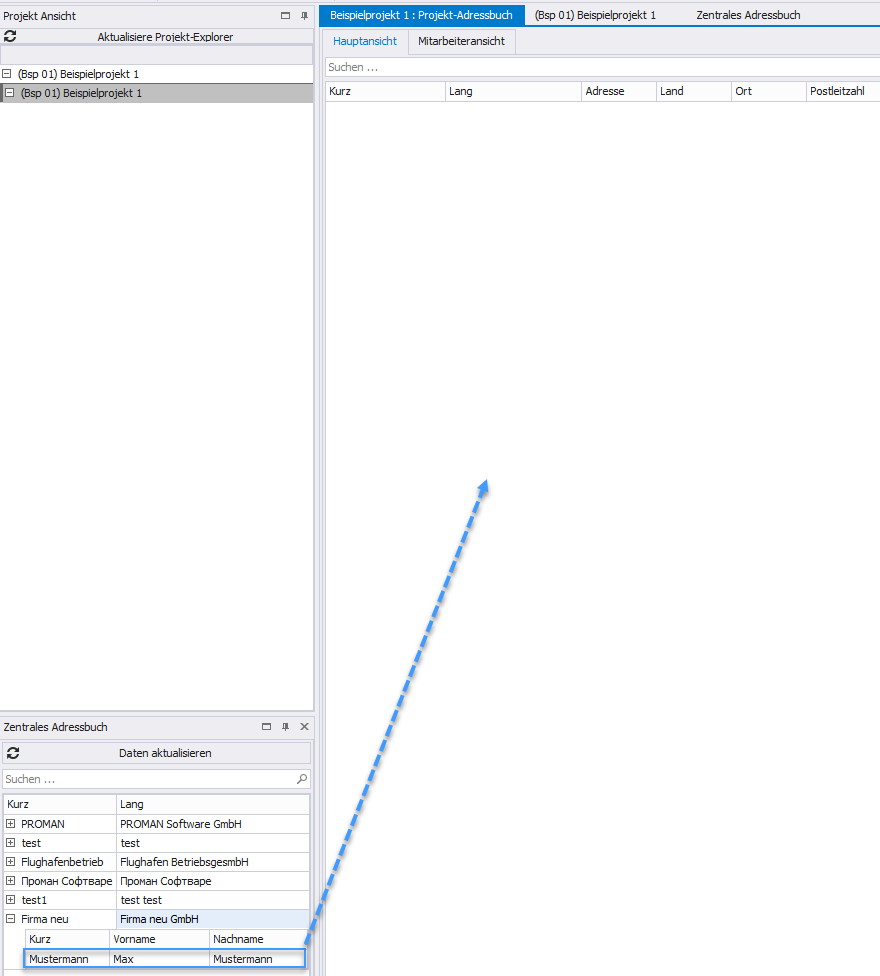 Projekt Ansicht
Aktualisiere Projekt-Explorer
(Bsp 01) Beispielprojekt 1
(Bsp 01) Beispielprojekt 1
Beispielprojekt 1 : Projekt-Adressbuch (Bsp 01) Beispielprojekt 1 Zentrales Adressbuch
Hauptansicht Mitarbeiteransicht
Suchen ...
Kurz Lang Adresse Land Ort Postleitzahl
Zentrales Adressbuch
Daten aktualisieren
Suchen ...
Kurz Lang
PROMAN PROMAN Software GmbH
test test
Flughafenbetrieb Flughafen BetriebsgesmbH
Проман Софтваре Проман Софтваре
test1 test test
Firma neu Firma neu GmbH
Kurz Vorname Nachname
Mustermann Max Mustermann